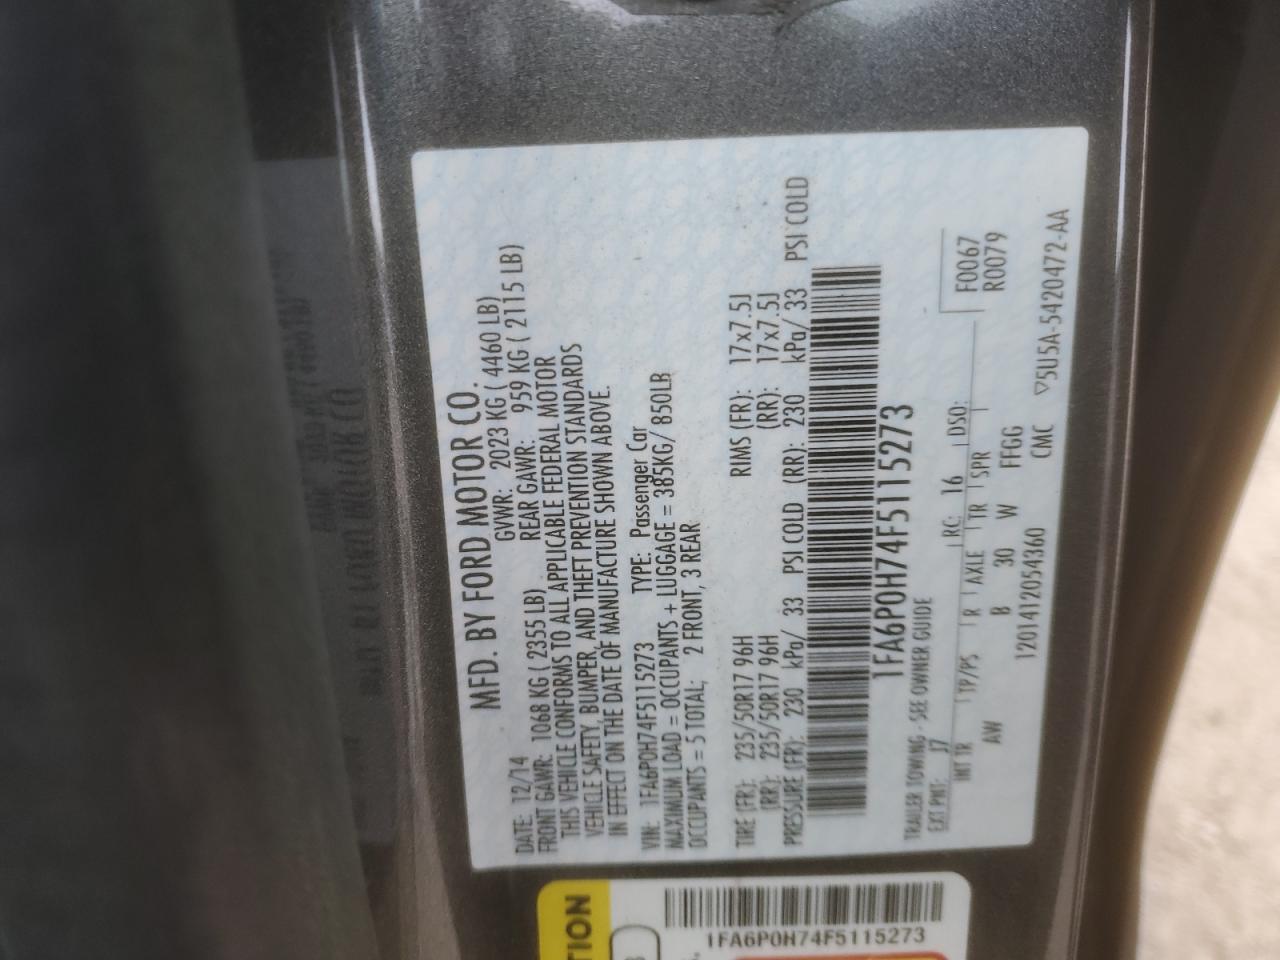 MFD. BY FORD MOTOR CO.
DATE: 12/14 GVWR: 2023 KG ( 4460 LB)
FRONT GAWR: 1068 KG ( 2355 LB) REAR GAWR: 959 KG ( 2115 LB)
THIS VEHICLE CONFORMS TO ALL APPLICABLE FEDERAL MOTOR
VEHICLE SAFETY, BUMPER, AND THEFT PREVENTION STANDARDS
IN EFFECT ON THE DATE OF MANUFACTURE SHOWN ABOVE.
VIN: 1FA6P0H74F5115273 TYPE: Passenger Car
MAXIMUM LOAD = OCCUPANTS + LUGGAGE = 385KG/ 850LB
OCCUPANTS = 5 TOTAL; 2 FRONT, 3 REAR
TIRE (FR): 235/50R17 96H RIMS (FR): 17x7.5J
(RR): 235/50R17 96H (RR): 17x7.5J
PRESSURE (FR): 230 kPa/ 33 PSI COLD (RR): 230 kPa/ 33 PSI COLD
1FA6P0H74F5115273
TRAILER TOWING - SEE OWNER GUIDE
EXT PNT: J7 RC: 16 DSO: F0067
INT TR TP/PS R AXLE TR SPR R0079
AW B 30 W FFGG
1201412054360 CMC ▽5U5A-5420472-AA
TION
1FA6P0H74F5115273